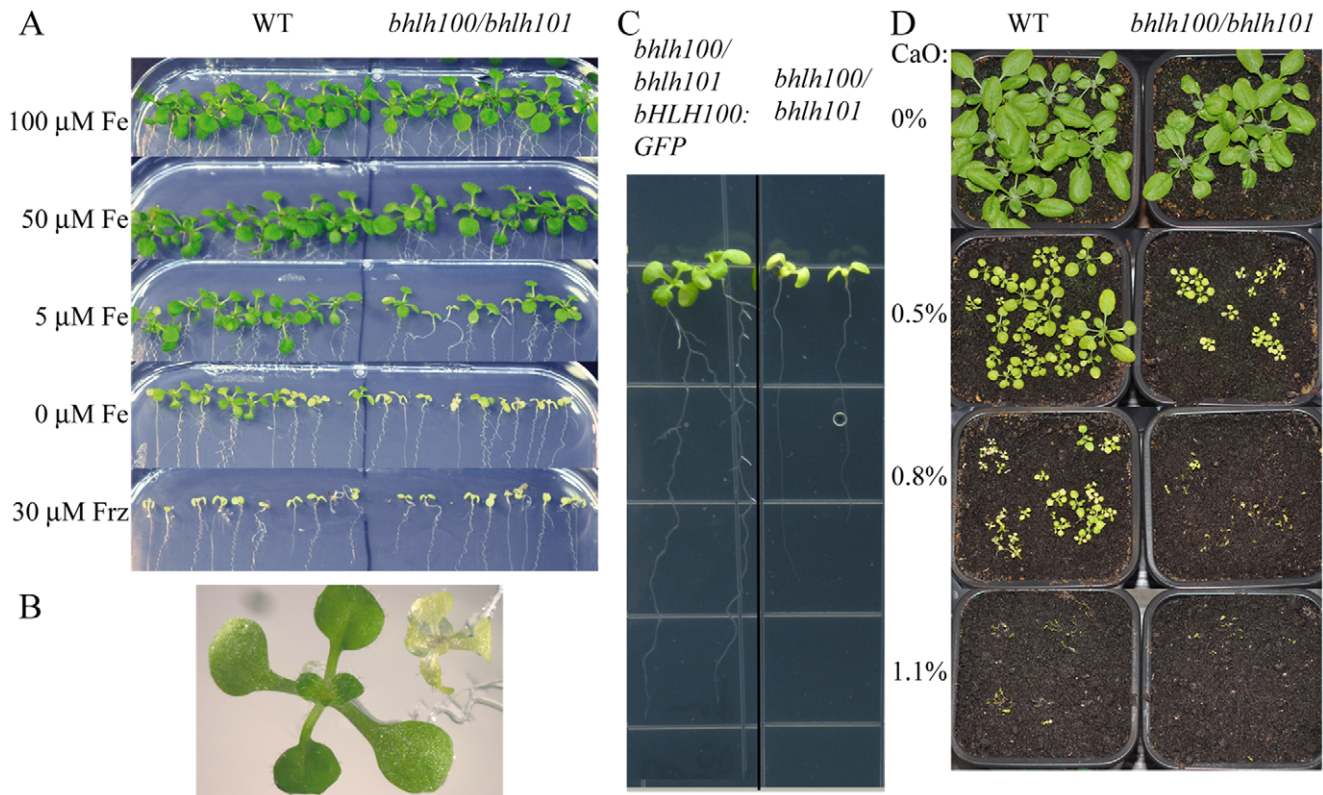 A
WT
bhlh100/bhlh101
100 µM Fe
50 µM Fe
5 µM Fe
0 µM Fe
30 µM Frz
B
C
bhlh100/
bhlh101
bHLH100:
GFP
bhlh100/
bhlh101
D
WT
bhlh100/bhlh101
CaO:
0%
0.5%
0.8%
1.1%